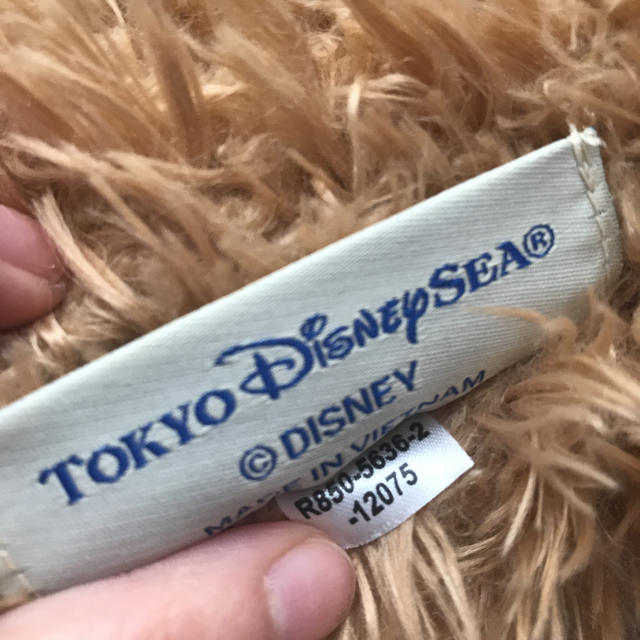 TOKYO DISNEYSEA®
© DISNEY
MADE IN VIETNAM
R850-5636-2
-12075